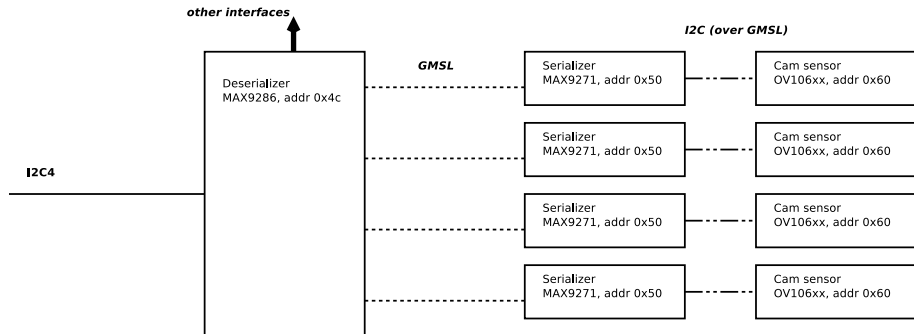 other interfaces
I2C (over GMSL)
GMSL
Deserializer
MAX9286, addr 0x4c
I2C4
Serializer
MAX9271, addr 0x50
Cam sensor
OV106xx, addr 0x60
Serializer
MAX9271, addr 0x50
Cam sensor
OV106xx, addr 0x60
Serializer
MAX9271, addr 0x50
Cam sensor
OV106xx, addr 0x60
Serializer
MAX9271, addr 0x50
Cam sensor
OV106xx, addr 0x60